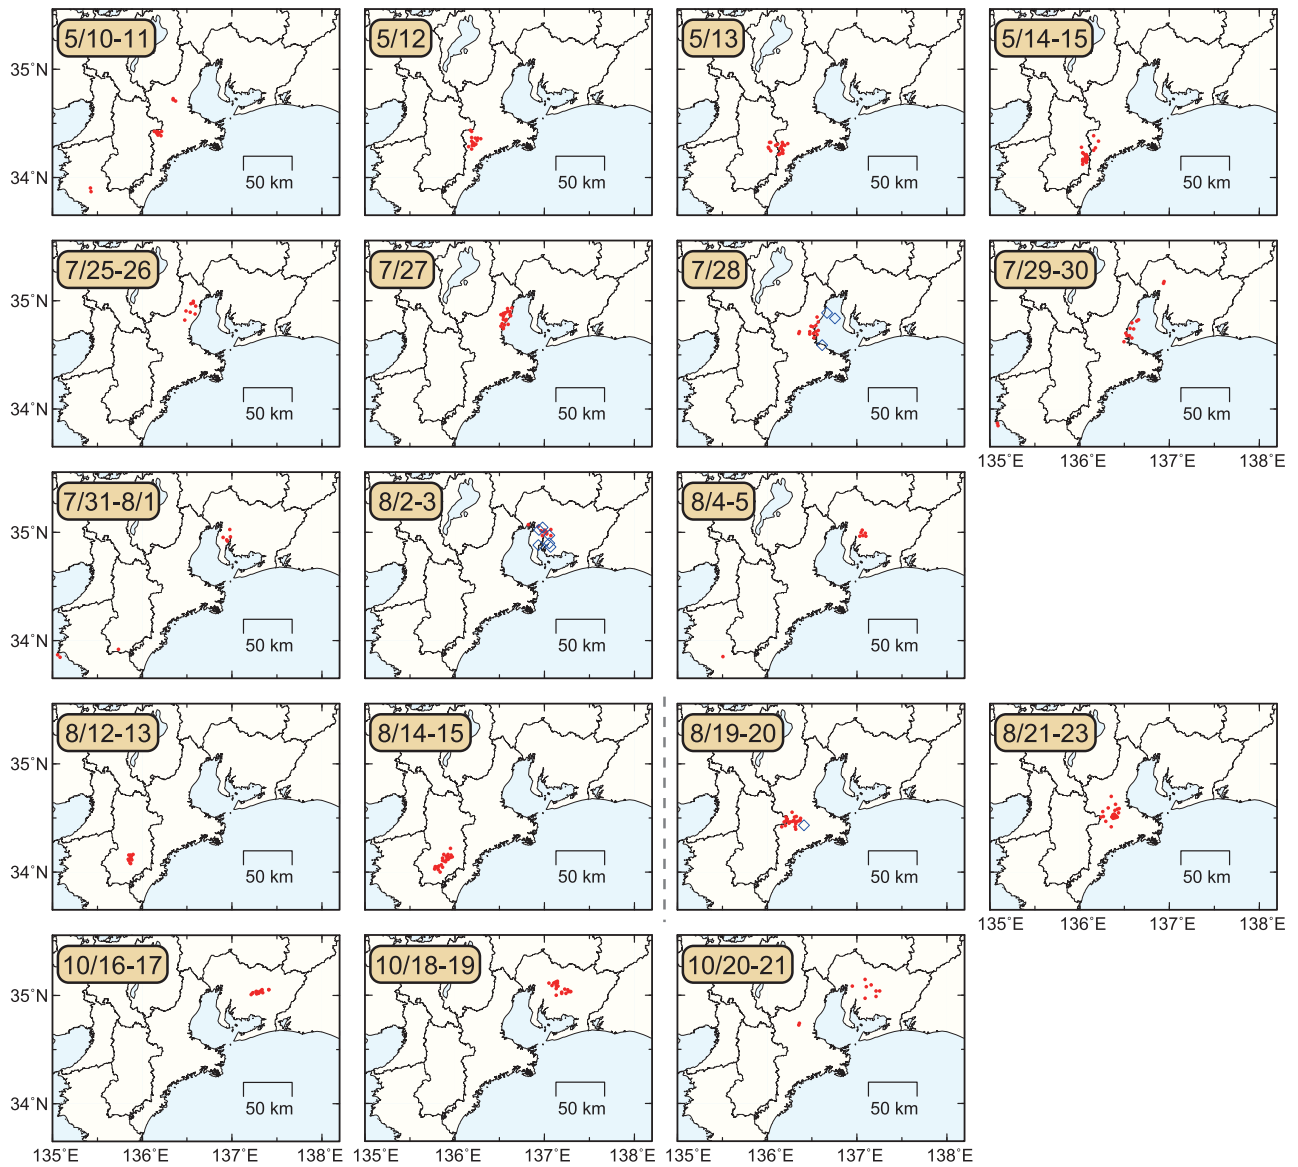 5/10-11
5/12
5/13
5/14-15
35˚N
34˚N
50 km
50 km
50 km
50 km
7/25-26
7/27
7/28
7/29-30
35˚N
34˚N
50 km
50 km
50 km
50 km
135˚E
136˚E
137˚E
138˚E
7/31-8/1
8/2-3
8/4-5
35˚N
34˚N
50 km
50 km
50 km
8/12-13
8/14-15
8/19-20
8/21-23
35˚N
34˚N
50 km
50 km
50 km
50 km
135˚E
136˚E
137˚E
138˚E
10/16-17
10/18-19
10/20-21
35˚N
34˚N
50 km
50 km
50 km
135˚E
136˚E
137˚E
138˚E
135˚E
136˚E
137˚E
138˚E
135˚E
136˚E
137˚E
138˚E